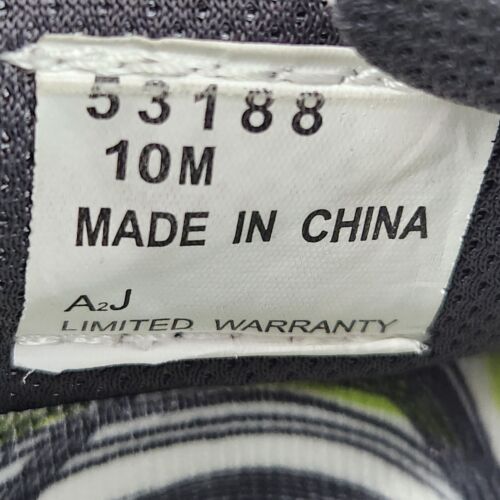 53188
10M
MADE IN CHINA
A2J
LIMITED WARRANTY